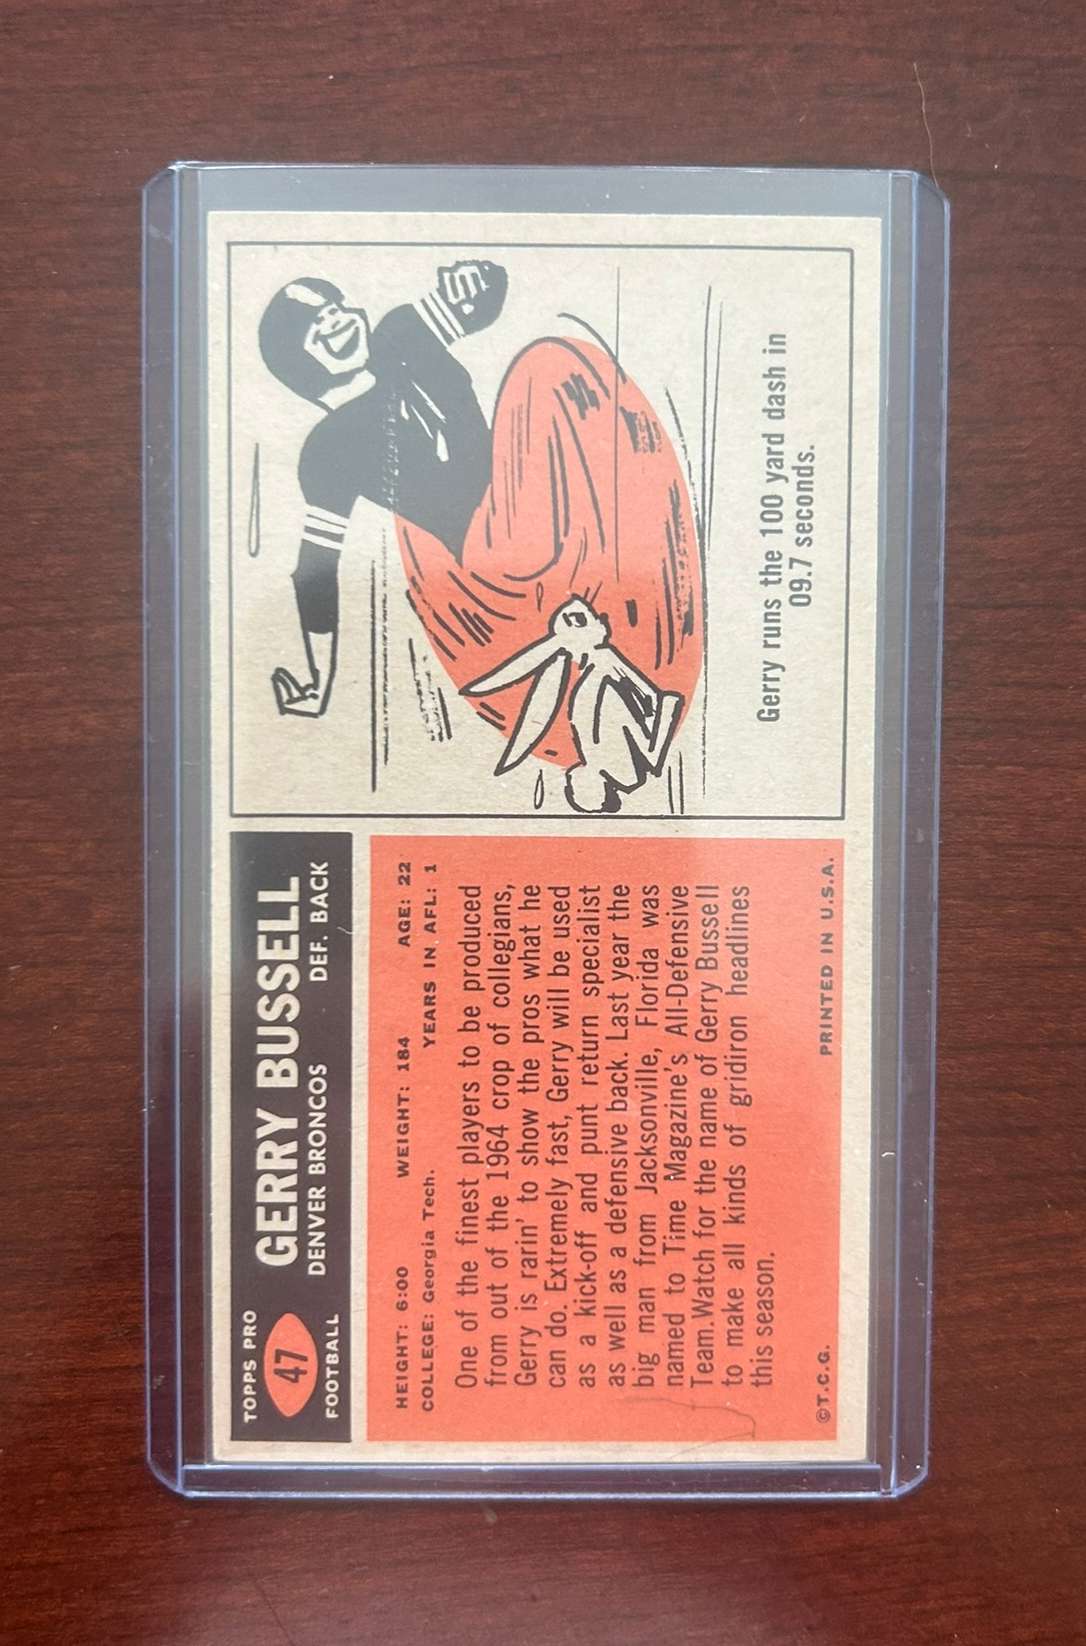 TOPPS PRO
47
FOOTBALL
GERRY BUSSELL
DENVER BRONCOS DEF. BACK
HEIGHT: 6:00 WEIGHT: 184 AGE: 22
COLLEGE: Georgia Tech. YEARS IN AFL: 1
One of the finest players to be produced
from out of the 1964 crop of collegians,
Gerry is rarin' to show the pros what he
can do. Extremely fast, Gerry will be used
as a kick-off and punt return specialist
as well as a defensive back. Last year the
big man from Jacksonville, Florida was
named to Time Magazine's All-Defensive
Team.Watch for the name of Gerry Bussell
to make all kinds of gridiron headlines
this season.
©T.C.G. PRINTED IN U.S.A.
Gerry runs the 100 yard dash in
09.7 seconds.